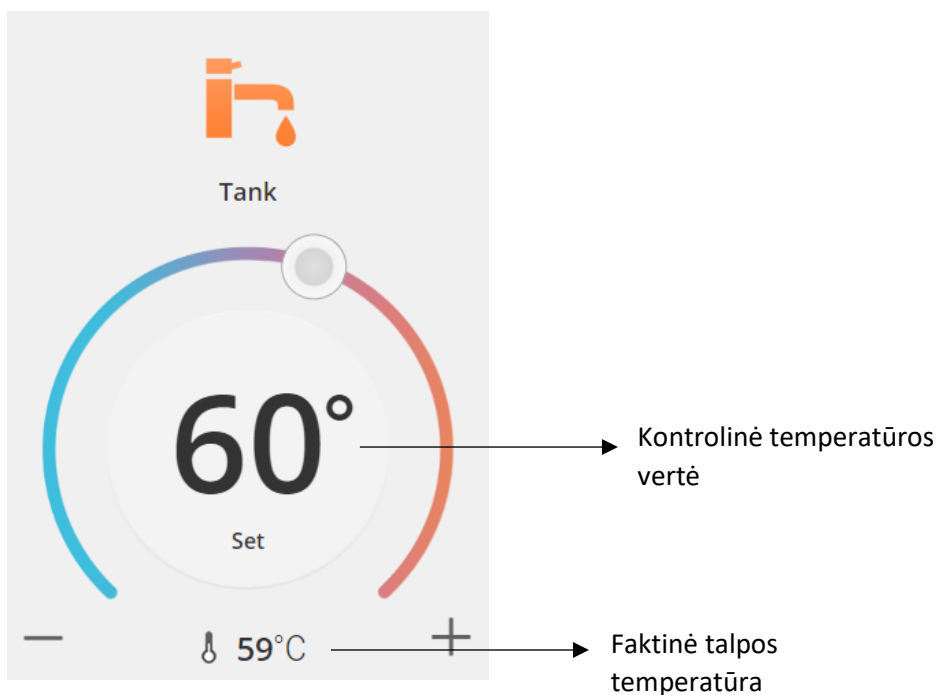 Tank
60°
Kontrolinė temperatūros
vertė
Set
59°C
Faktinė talpos
temperatūra